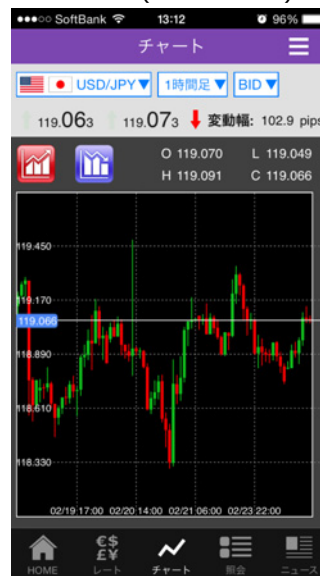 SoftBank 13:12 96%
チャート
USD/JPY▼ 1時間足▼ BID▼
119.063 119.073 変動幅: 102.9 pips
O 119.070 L 119.049
H 119.091 C 119.066
119.450
119.170
119.066
118.890
118.610
118.330
02/19 17:00 02/20 14:00 02/21 06:00 02/23 22:00
€$
£¥
HOME レート チャート 照会 ニュース